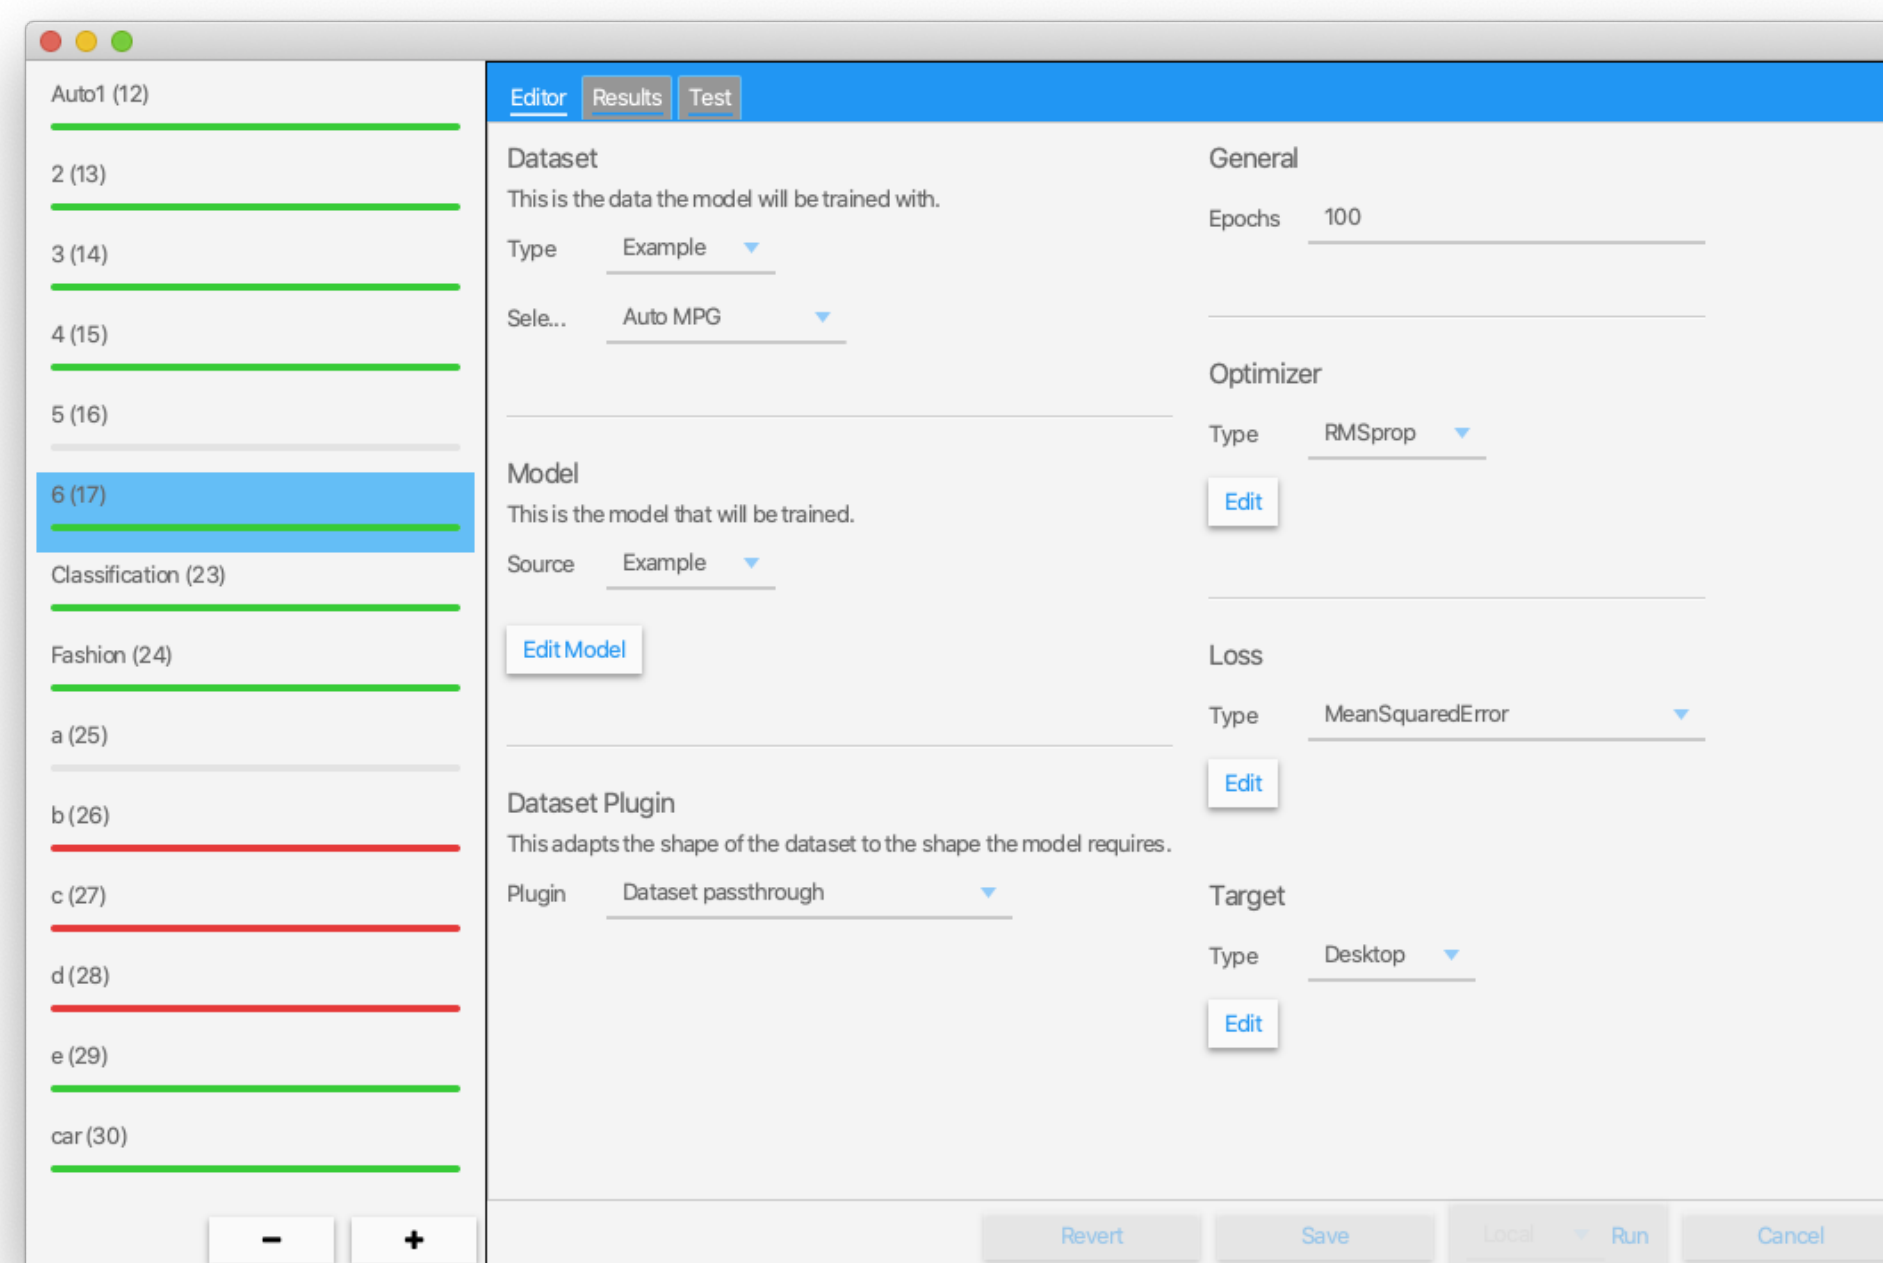 Auto1 (12)
2 (13)
3 (14)
4 (15)
5 (16)
6 (17)
Classification (23)
Fashion (24)
a (25)
b (26)
c (27)
d (28)
e (29)
car (30)
Editor Results Test
Dataset
This is the data the model will be trained with.
Type Example
Sele... Auto MPG
Model
This is the model that will be trained.
Source Example
Edit Model
Dataset Plugin
This adapts the shape of the dataset to the shape the model requires.
Plugin Dataset passthrough
General
Epochs 100
Optimizer
Type RMSprop
Edit
Loss
Type MeanSquaredError
Edit
Target
Type Desktop
Edit
Revert Save Local Run Cancel